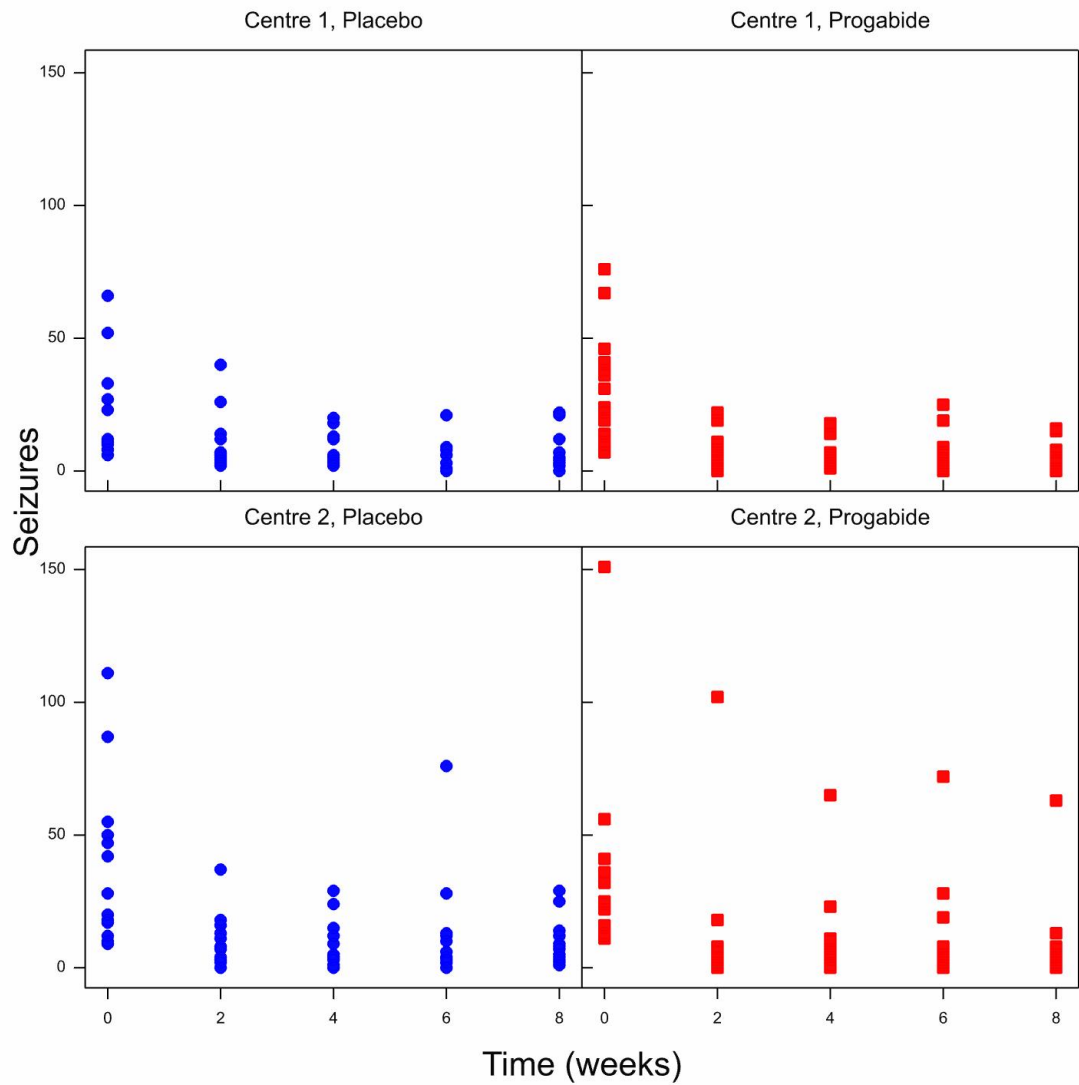 Centre 1, Placebo
Centre 1, Progabide
150
100
50
0
Seizures
Centre 2, Placebo
Centre 2, Progabide
150
100
50
0
0 2 4 6 8 0 2 4 6 8
Time (weeks)